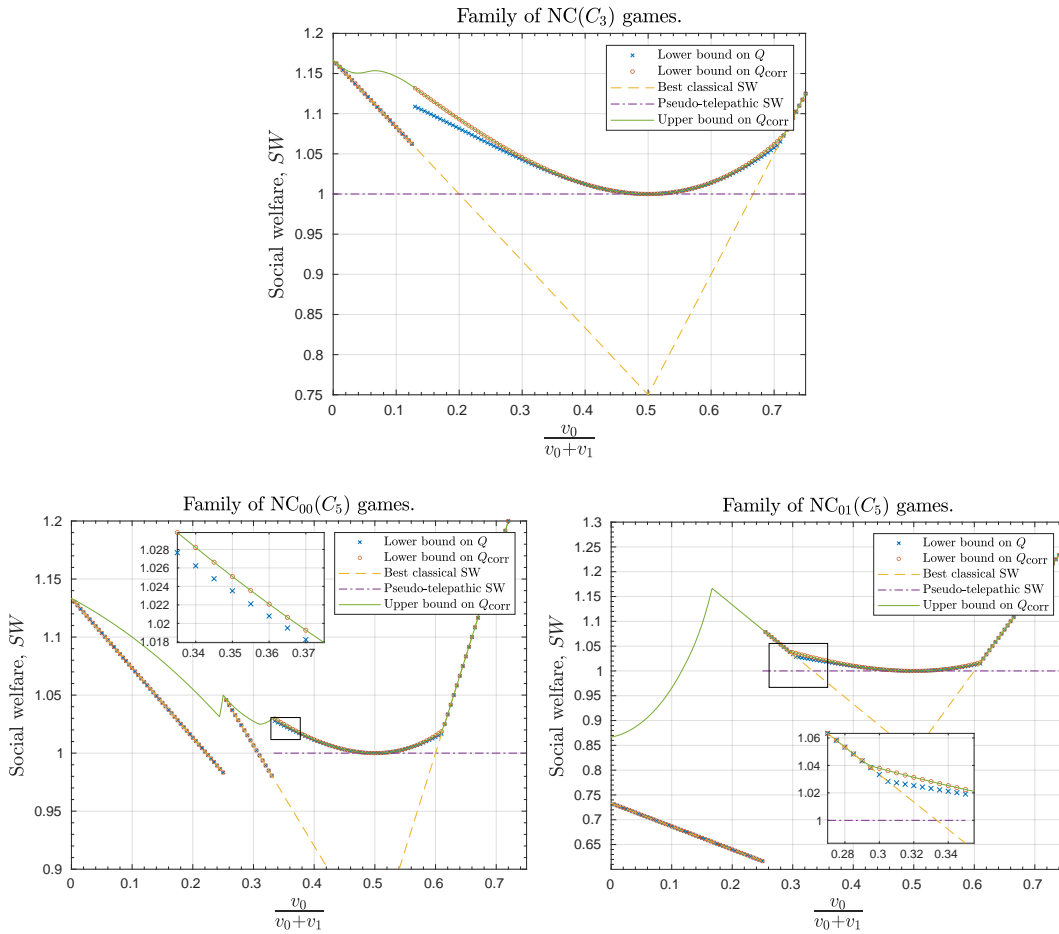 Family of NC(C₃) games.
Lower bound on Q
Lower bound on Q_corr
Best classical SW
Pseudo-telepathic SW
Upper bound on Q_corr
Social welfare, SW
1.2
1.15
1.1
1.05
1
0.95
0.9
0.85
0.8
0.75
0 0.1 0.2 0.3 0.4 0.5 0.6 0.7
v₀
v₀+v₁
Family of NC₀₀(C₅) games.
Lower bound on Q
Lower bound on Q_corr
Best classical SW
Pseudo-telepathic SW
Upper bound on Q_corr
Social welfare, SW
1.2
1.15
1.1
1.05
1
0.95
0.9
1.028
1.026
1.024
1.022
1.02
1.018
0.34 0.35 0.36 0.37
0 0.1 0.2 0.3 0.4 0.5 0.6 0.7
v₀
v₀+v₁
Family of NC₀₁(C₅) games.
Lower bound on Q
Lower bound on Q_corr
Best classical SW
Pseudo-telepathic SW
Upper bound on Q_corr
Social welfare, SW
1.3
1.25
1.2
1.15
1.1
1.05
1
0.95
0.9
0.85
0.8
0.75
0.7
0.65
1.06
1.04
1.02
1
0.28 0.3 0.32 0.34
0 0.1 0.2 0.3 0.4 0.5 0.6 0.7
v₀
v₀+v₁